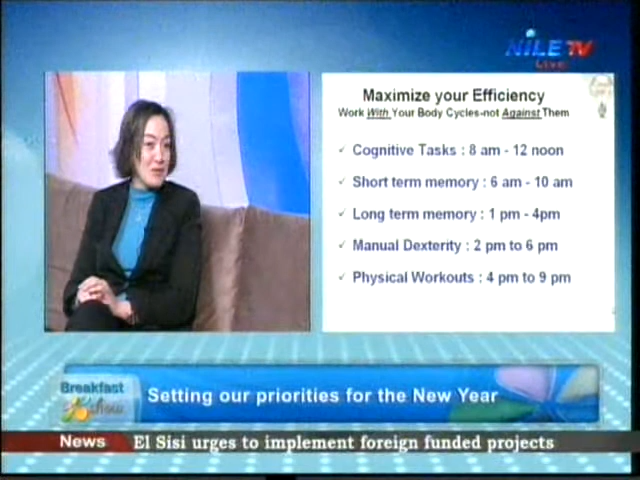 NiLE TV
Live
Maximize your Efficiency
Work With Your Body Cycles-not Against Them
✓ Cognitive Tasks : 8 am - 12 noon
✓ Short term memory : 6 am - 10 am
✓ Long term memory : 1 pm - 4pm
✓ Manual Dexterity : 2 pm to 6 pm
✓ Physical Workouts : 4 pm to 9 pm
Breakfast
Show
Setting our priorities for the New Year
News
El Sisi urges to implement foreign funded projects